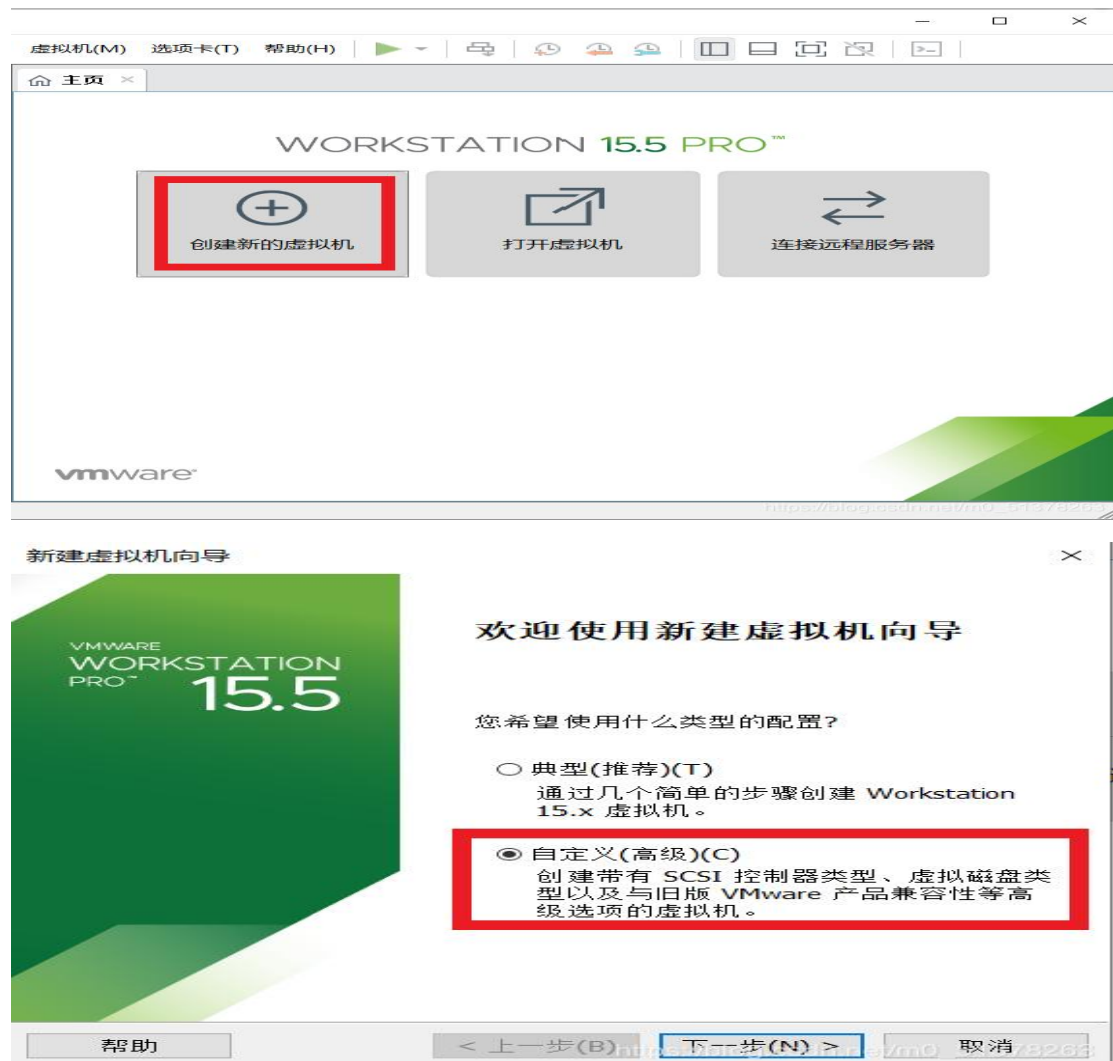 虚拟机(M) 选项卡(T) 帮助(H)
主页
WORKSTATION 15.5 PRO™
创建新的虚拟机 打开虚拟机 连接远程服务器
vmware
https://blog.csdn.net/m0_51378263
新建虚拟机向导
VMWARE
WORKSTATION
PRO™ 15.5
欢迎使用新建虚拟机向导
您希望使用什么类型的配置?
典型(推荐)(T)
通过几个简单的步骤创建 Workstation
15.x 虚拟机。
自定义(高级)(C)
创建带有 SCSI 控制器类型、虚拟磁盘类
型以及与旧版 VMware 产品兼容性等高
级选项的虚拟机。
帮助 < 上一步(B) 下一步(N) > 取消